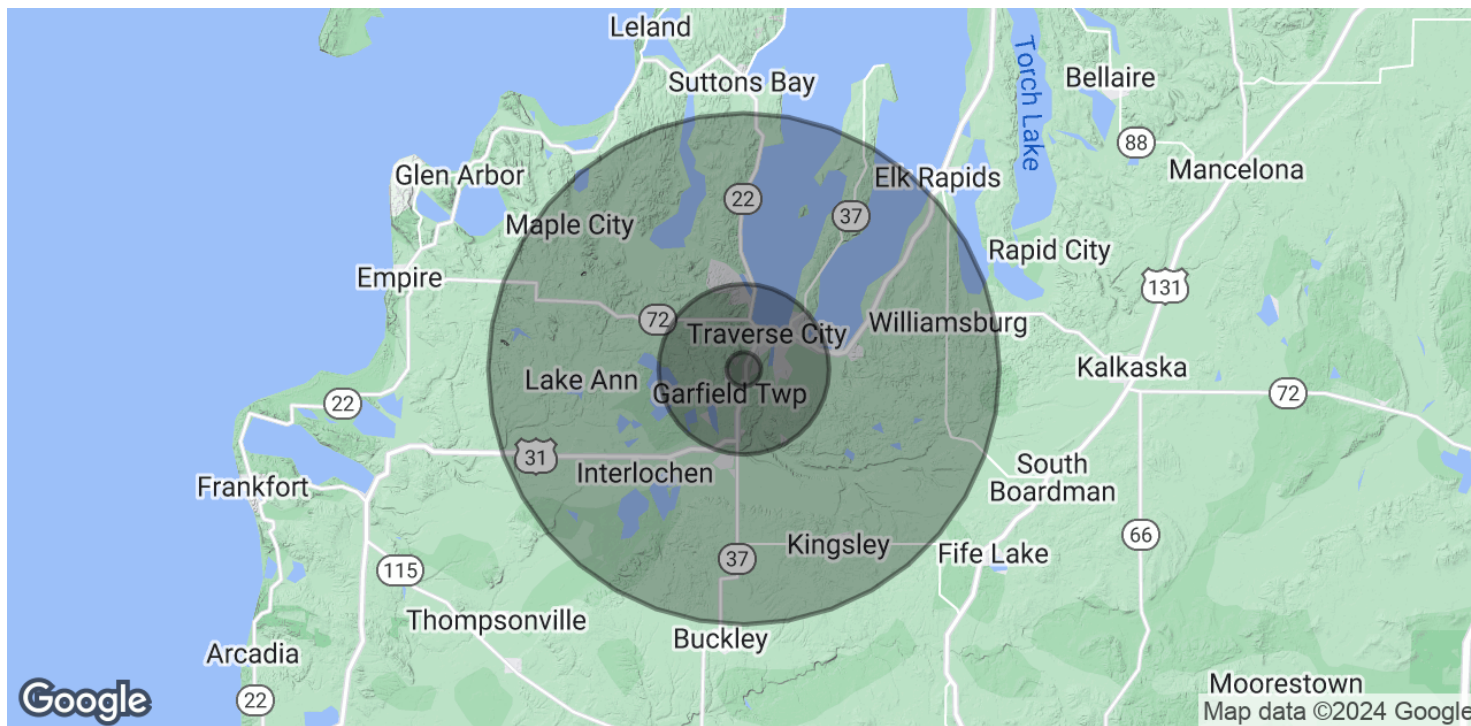 Leland
Suttons Bay
Torch Lake
Bellaire
88
Mancelona
Glen Arbor
Elk Rapids
22
37
Maple City
Rapid City
Empire
131
72
Traverse City
Williamsburg
Kalkaska
Lake Ann
Garfield Twp
72
22
31
Interlochen
South
Boardman
Frankfort
66
Kingsley
Fife Lake
37
115
Thompsonville
Buckley
Arcadia
22
Moorestown
Google
Map data ©2024 Google